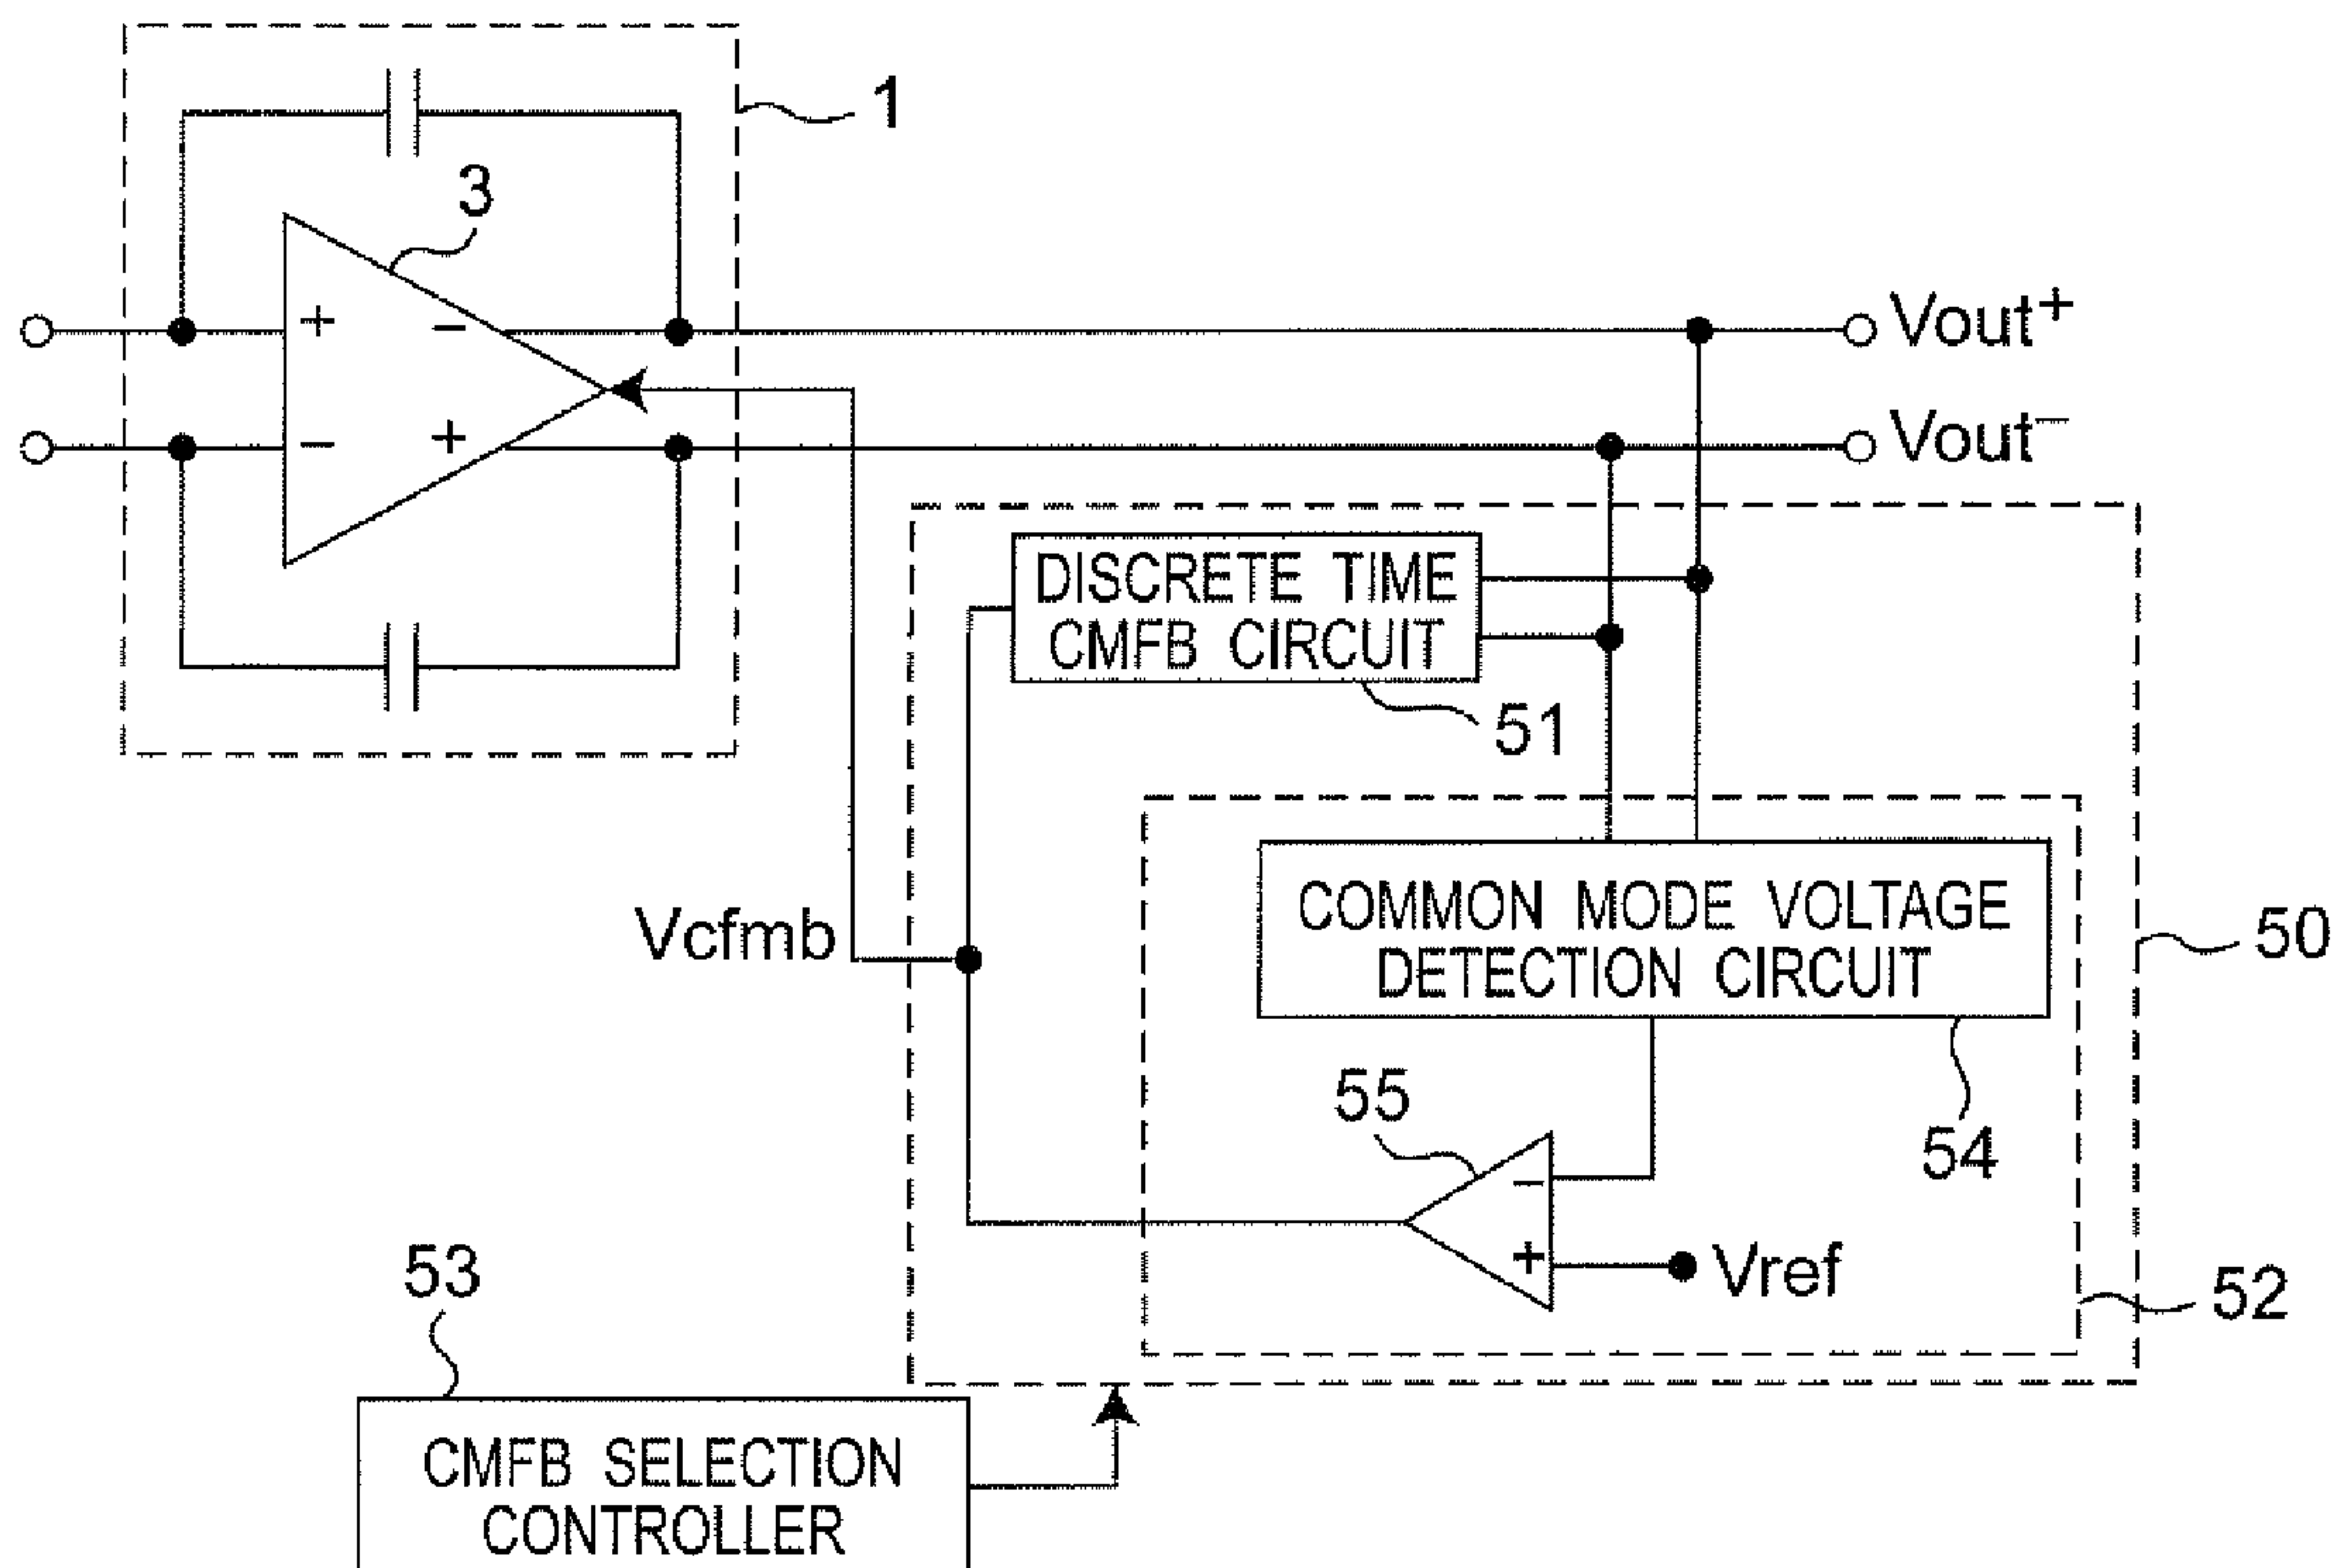 1
3
+ −
− +
Vout+
Vout−
DISCRETE TIME
CMFB CIRCUIT
51
COMMON MODE VOLTAGE
DETECTION CIRCUIT
Vcfmb
50
55
54
−
+
Vref
52
53
CMFB SELECTION
CONTROLLER